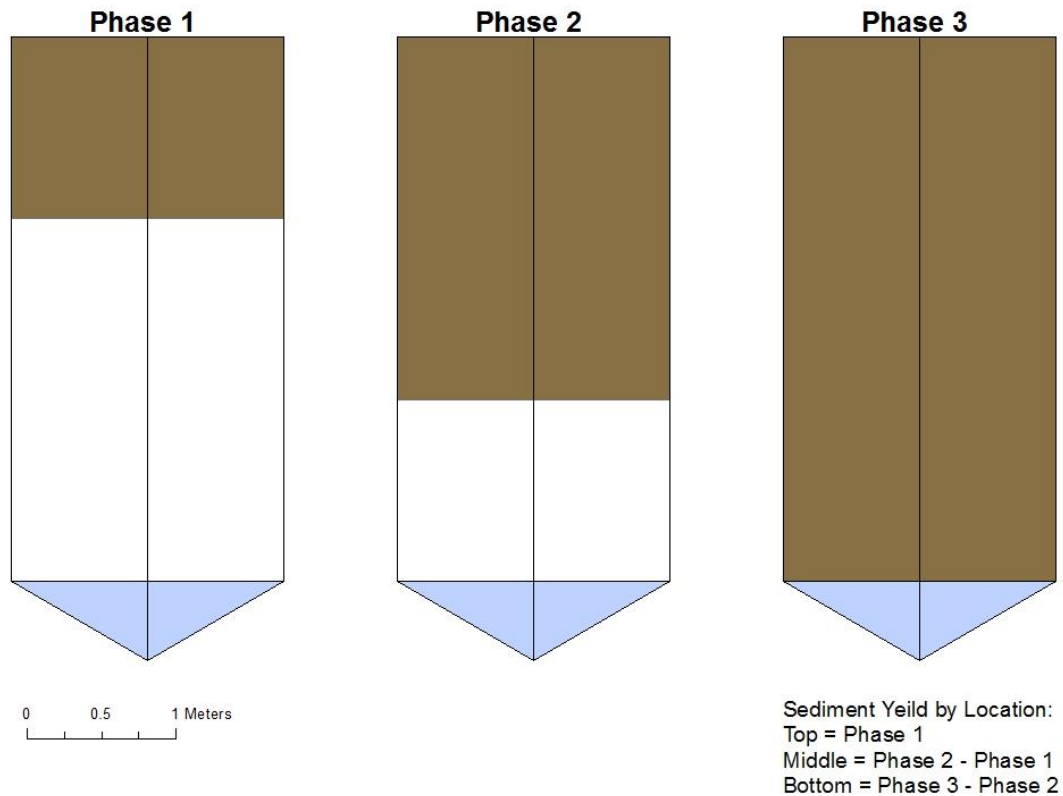 Phase 1
Phase 2
Phase 3
0 0.5 1 Meters
Sediment Yeild by Location:
Top = Phase 1
Middle = Phase 2 - Phase 1
Bottom = Phase 3 - Phase 2